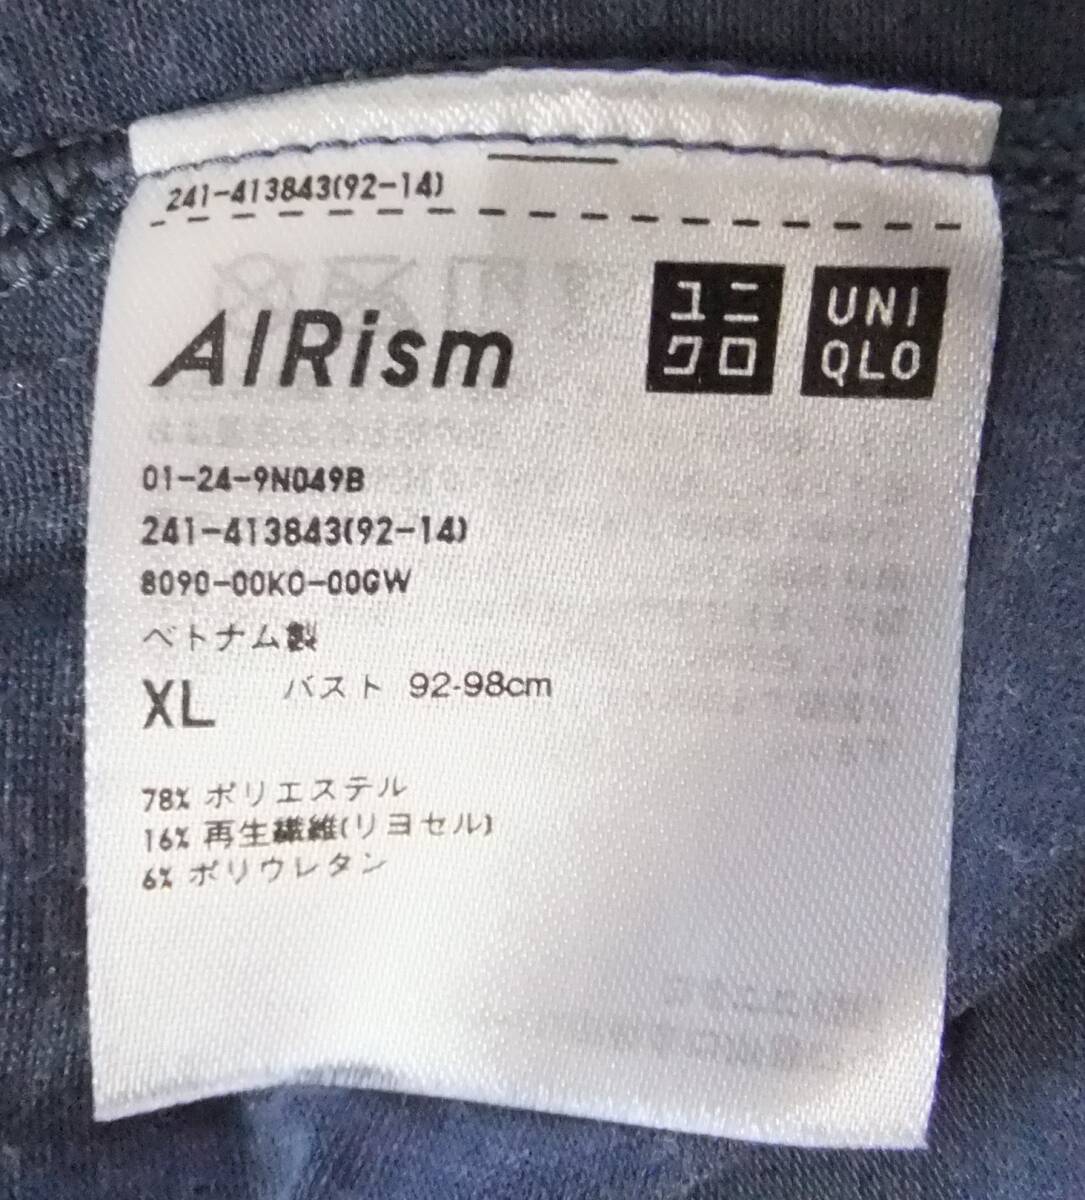 241-413843(92-14)
AIRism
ユニ
クロ
UNI
QLO
01-24-9N049B
241-413843(92-14)
8090-00K0-00GW
ベトナム製
XL バスト 92-98cm
78% ポリエステル
16% 再生繊維(リヨセル)
6% ポリウレタン